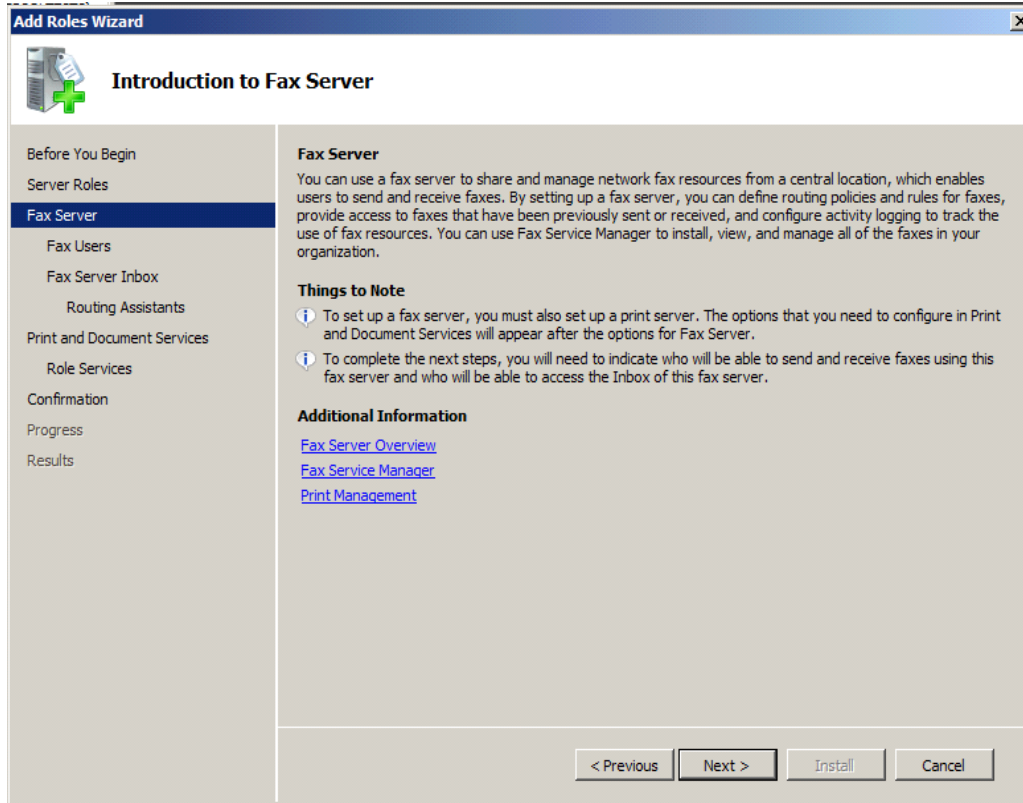 Add Roles Wizard
Introduction to Fax Server
Before You Begin
Server Roles
Fax Server
Fax Users
Fax Server Inbox
Routing Assistants
Print and Document Services
Role Services
Confirmation
Progress
Results
Fax Server
You can use a fax server to share and manage network fax resources from a central location, which enables
users to send and receive faxes. By setting up a fax server, you can define routing policies and rules for faxes,
provide access to faxes that have been previously sent or received, and configure activity logging to track the
use of fax resources. You can use Fax Service Manager to install, view, and manage all of the faxes in your
organization.
Things to Note
To set up a fax server, you must also set up a print server. The options that you need to configure in Print
and Document Services will appear after the options for Fax Server.
To complete the next steps, you will need to indicate who will be able to send and receive faxes using this
fax server and who will be able to access the Inbox of this fax server.
Additional Information
Fax Server Overview
Fax Service Manager
Print Management
< Previous
Next >
Install
Cancel